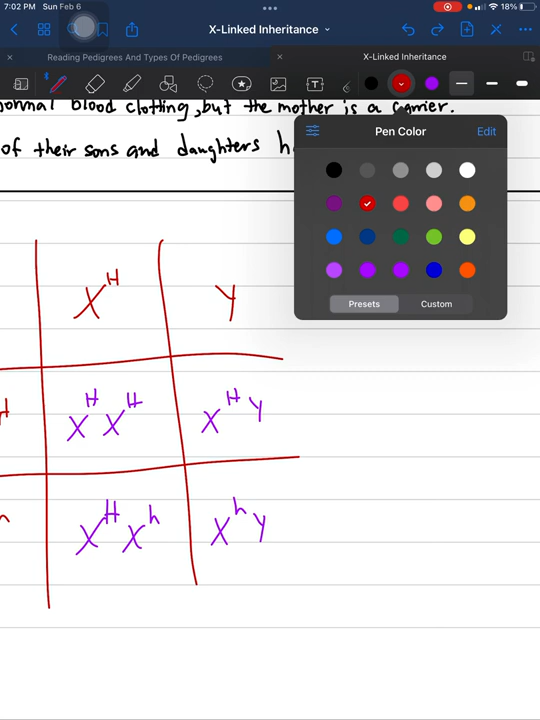 7:02 PM Sun Feb 6
18%
X-Linked Inheritance
Reading Pedigrees And Types Of Pedigrees
X-Linked Inheritance
blood clotting, but the mother is a carrier.
of their sons and daughters
Pen Color
Edit
Presets
Custom
X^H Y
X^H X^H X^H Y
X^H X^h X^h Y